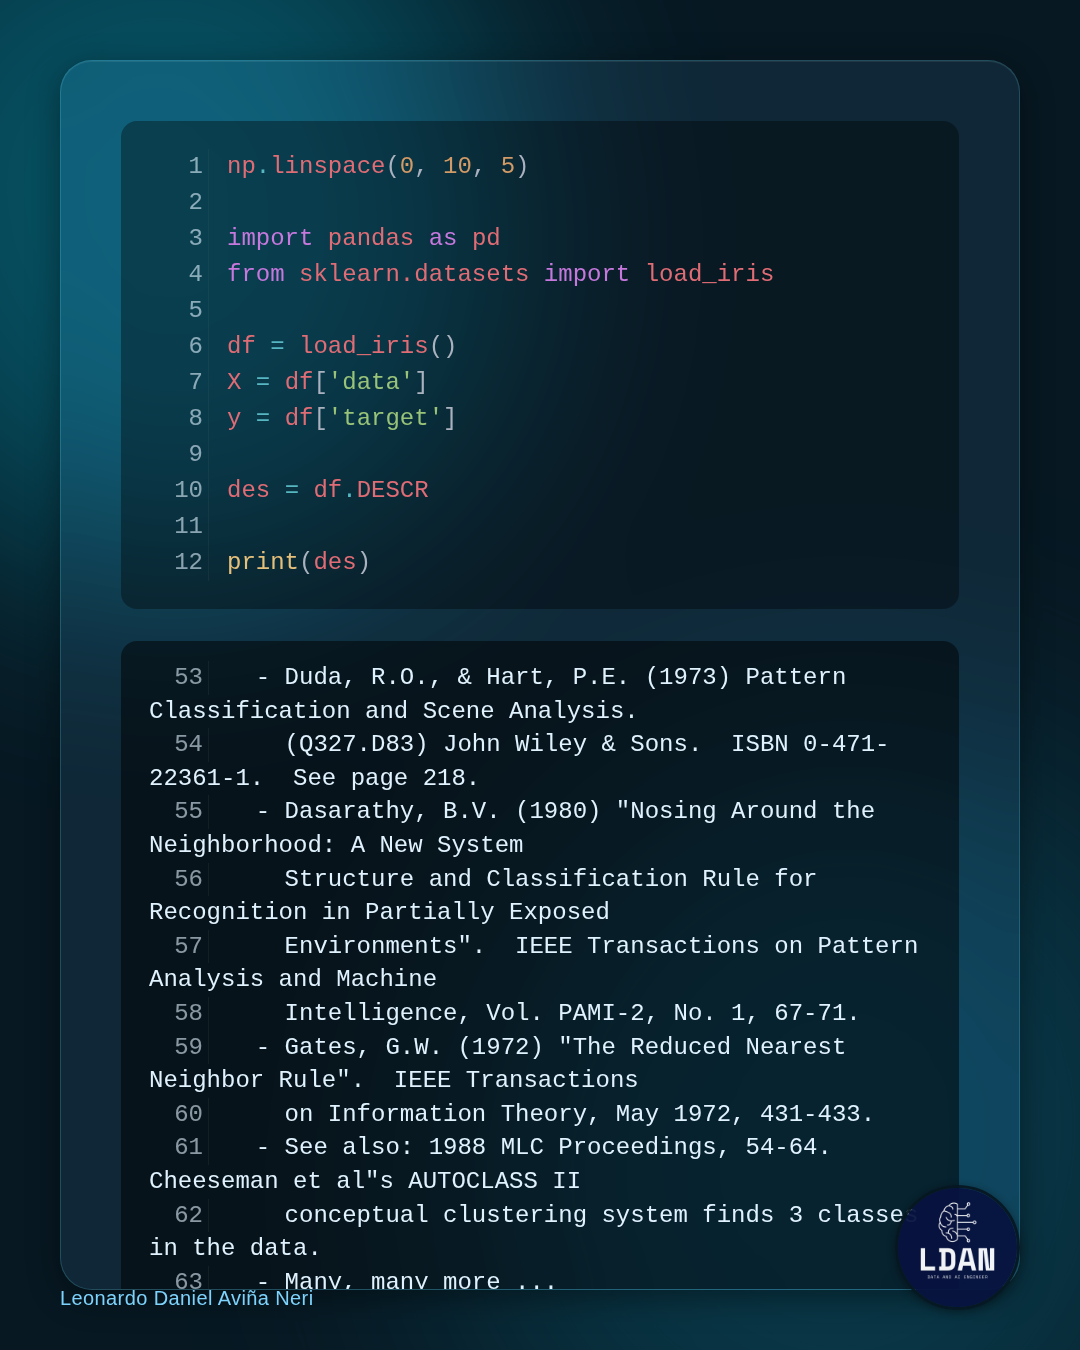 1 np.linspace(0, 10, 5)
2
3 import pandas as pd
4 from sklearn.datasets import load_iris
5
6 df = load_iris()
7 X = df['data']
8 y = df['target']
9
10 des = df.DESCR
11
12 print(des)
53 - Duda, R.O., & Hart, P.E. (1973) Pattern
Classification and Scene Analysis.
54 (Q327.D83) John Wiley & Sons.  ISBN 0-471-
22361-1.  See page 218.
55 - Dasarathy, B.V. (1980) "Nosing Around the
Neighborhood: A New System
56 Structure and Classification Rule for
Recognition in Partially Exposed
57 Environments".  IEEE Transactions on Pattern
Analysis and Machine
58 Intelligence, Vol. PAMI-2, No. 1, 67-71.
59 - Gates, G.W. (1972) "The Reduced Nearest
Neighbor Rule".  IEEE Transactions
60 on Information Theory, May 1972, 431-433.
61 - See also: 1988 MLC Proceedings, 54-64.
Cheeseman et al"s AUTOCLASS II
62 conceptual clustering system finds 3 classes
in the data.
63 - Many, many more ...
Leonardo Daniel Aviña Neri
LDAN
DATA AND AI ENGINEER